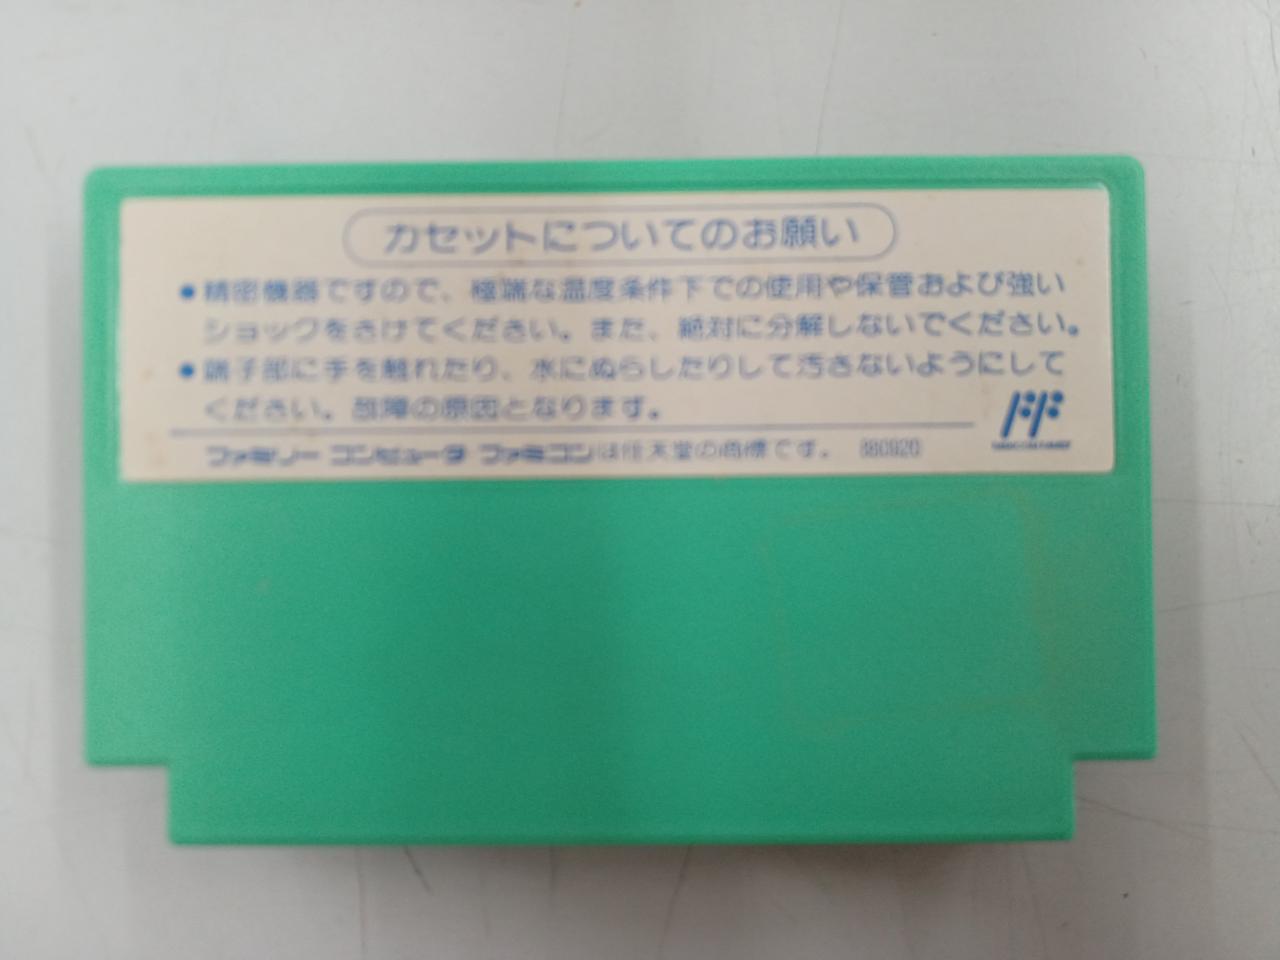 カセットについてのお願い
●精密機器ですので、極端な温度条件下での使用や保管および強い
ショックをさけてください。また、絶対に分解しないでください。
●端子部に手を触れたり、水にぬらしたりして汚さないようにして
ください。故障の原因となります。
ファミリー コンピュータ ファミコンは任天堂の商標です。 880920